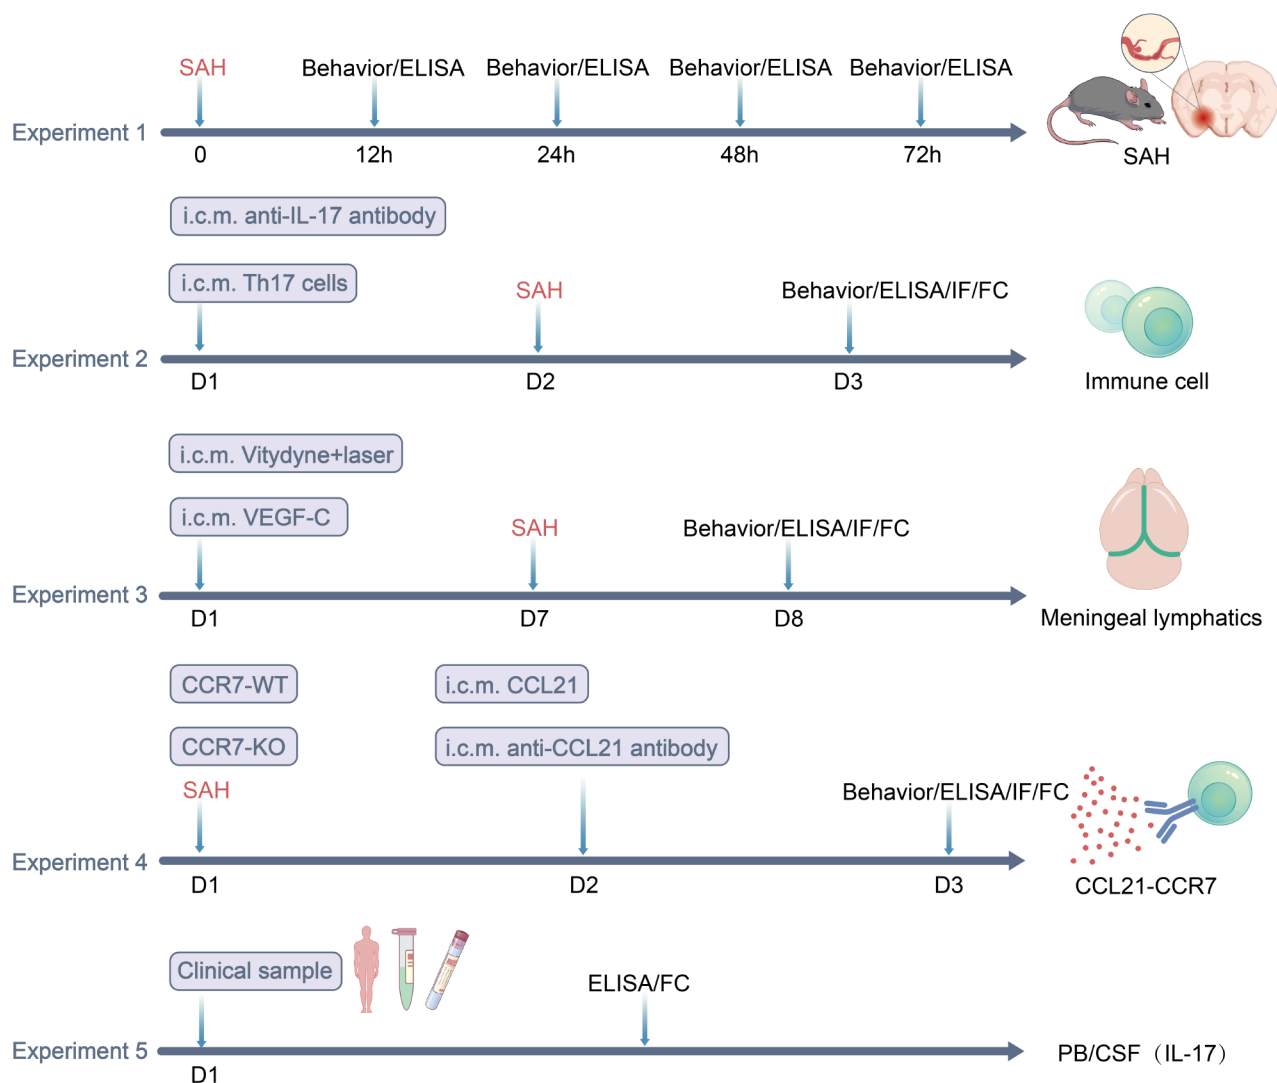 SAH
Behavior/ELISA
Behavior/ELISA
Behavior/ELISA
Behavior/ELISA
Experiment 1
0
12h
24h
48h
72h
SAH
i.c.m. anti-IL-17 antibody
i.c.m. Th17 cells
SAH
Behavior/ELISA/IF/FC
Experiment 2
D1
D2
D3
Immune cell
i.c.m. Vitydyne+laser
i.c.m. VEGF-C
SAH
Behavior/ELISA/IF/FC
Experiment 3
D1
D7
D8
Meningeal lymphatics
CCR7-WT
i.c.m. CCL21
CCR7-KO
i.c.m. anti-CCL21 antibody
SAH
Behavior/ELISA/IF/FC
Experiment 4
D1
D2
D3
CCL21-CCR7
Clinical sample
ELISA/FC
Experiment 5
D1
PB/CSF（IL-17）